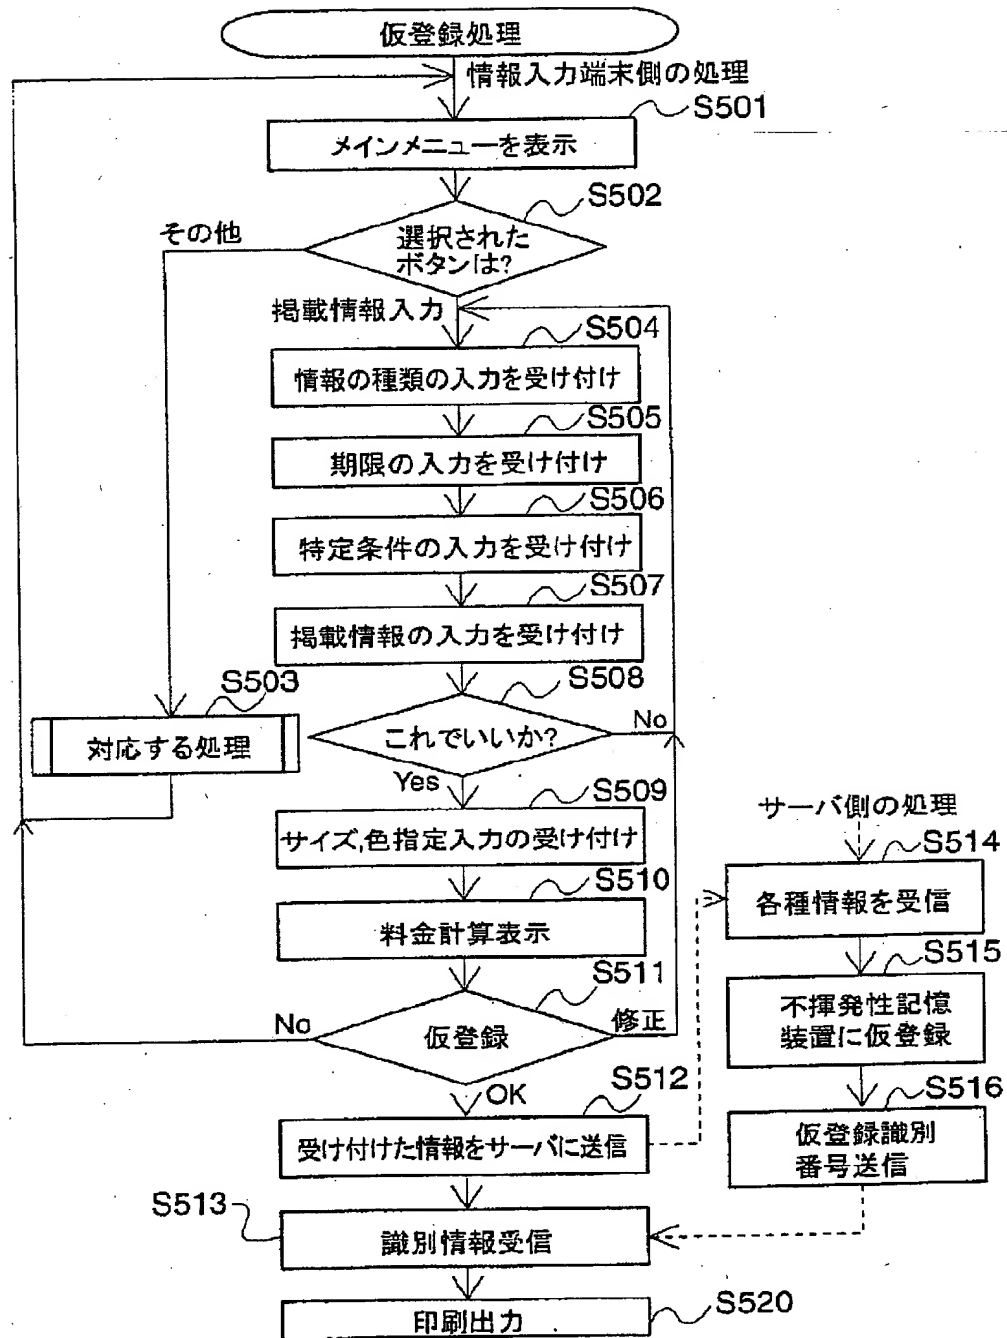 仮登録処理
情報入力端末側の処理
S501
メインメニューを表示
S502
その他
選択された
ボタンは?
掲載情報入力
S504
情報の種類の入力を受け付け
S505
期限の入力を受け付け
S506
特定条件の入力を受け付け
S507
掲載情報の入力を受け付け
S503
対応する処理
S508
これでいいか?
No
Yes
S509
サイズ,色指定入力の受け付け
S510
料金計算表示
S511
仮登録
No
修正
OK
S512
受け付けた情報をサーバに送信
サーバ側の処理
S514
各種情報を受信
S515
不揮発性記憶
装置に仮登録
S516
仮登録識別
番号送信
S513
識別情報受信
S520
印刷出力